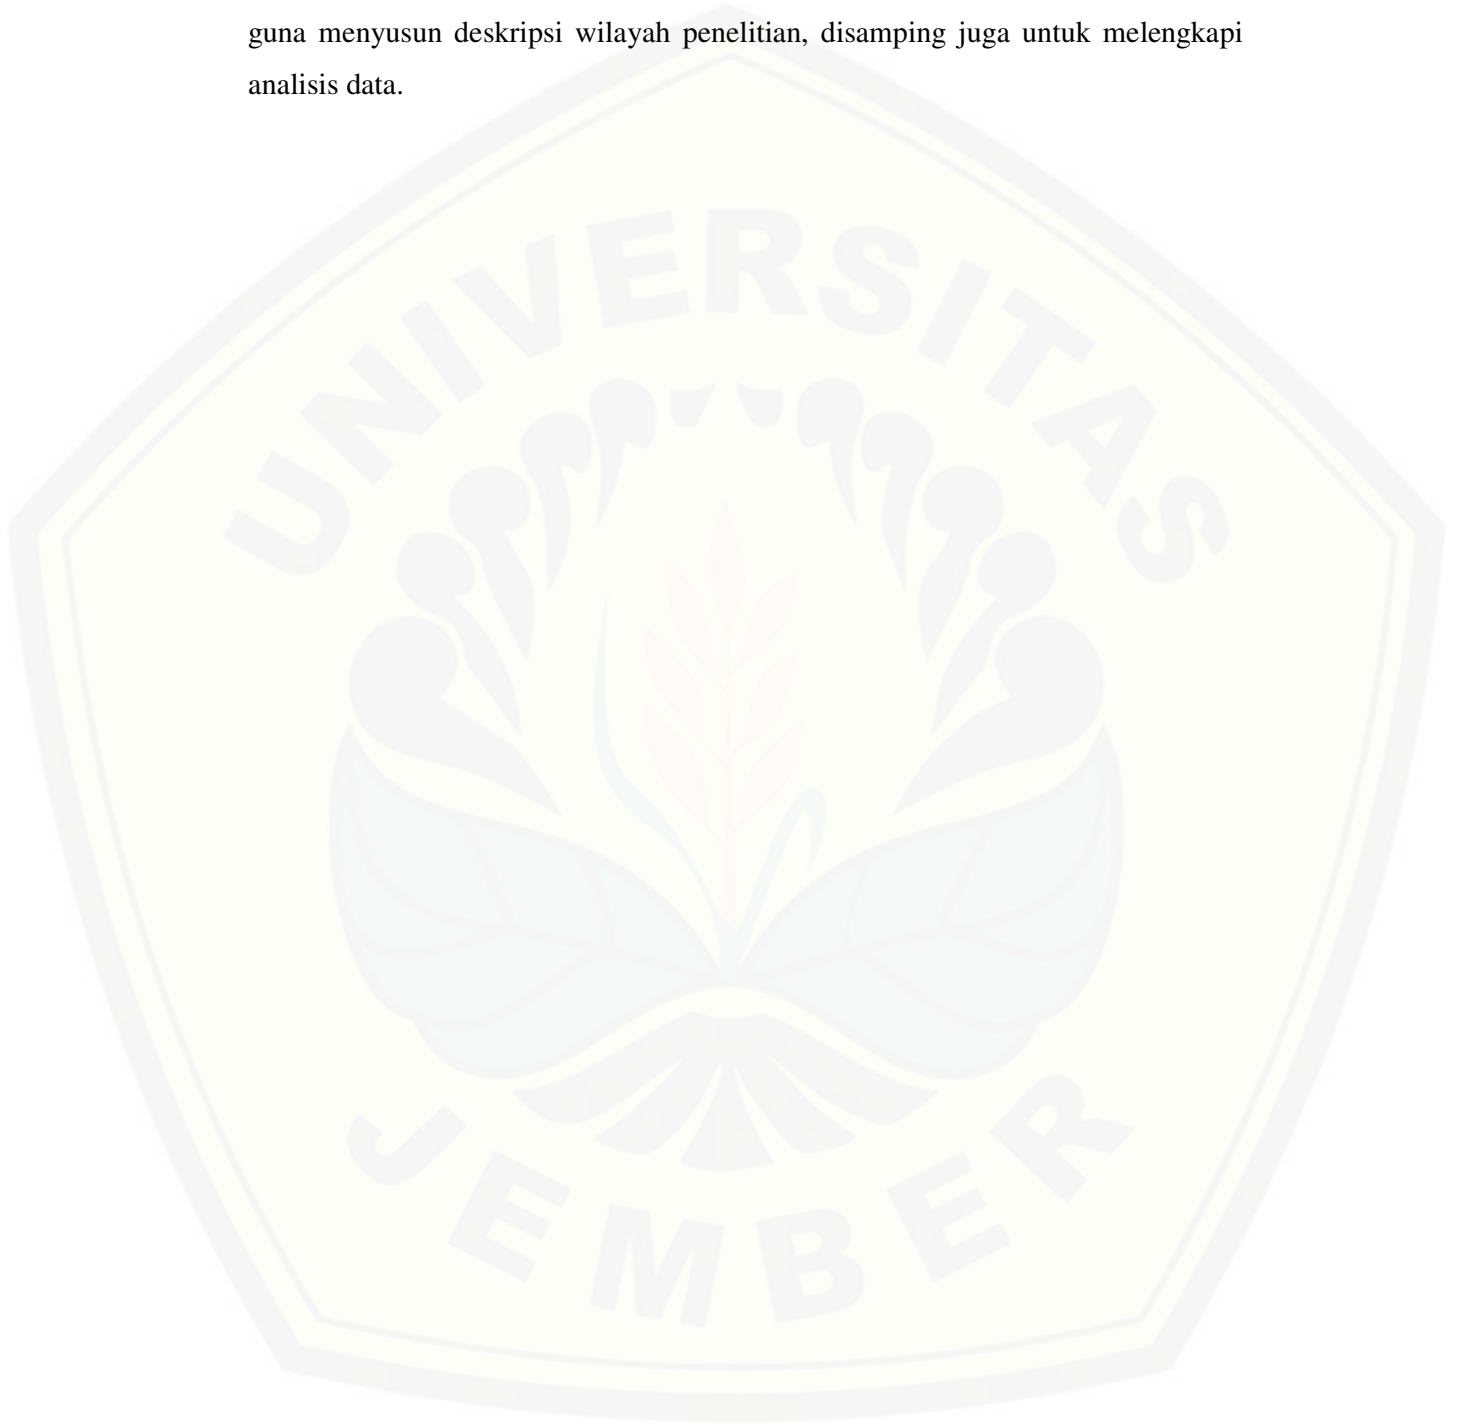 guna menyusun deskripsi wilayah penelitian, disamping juga untuk melengkapi
analisis data.
UNIVERSITAS
JEMBER